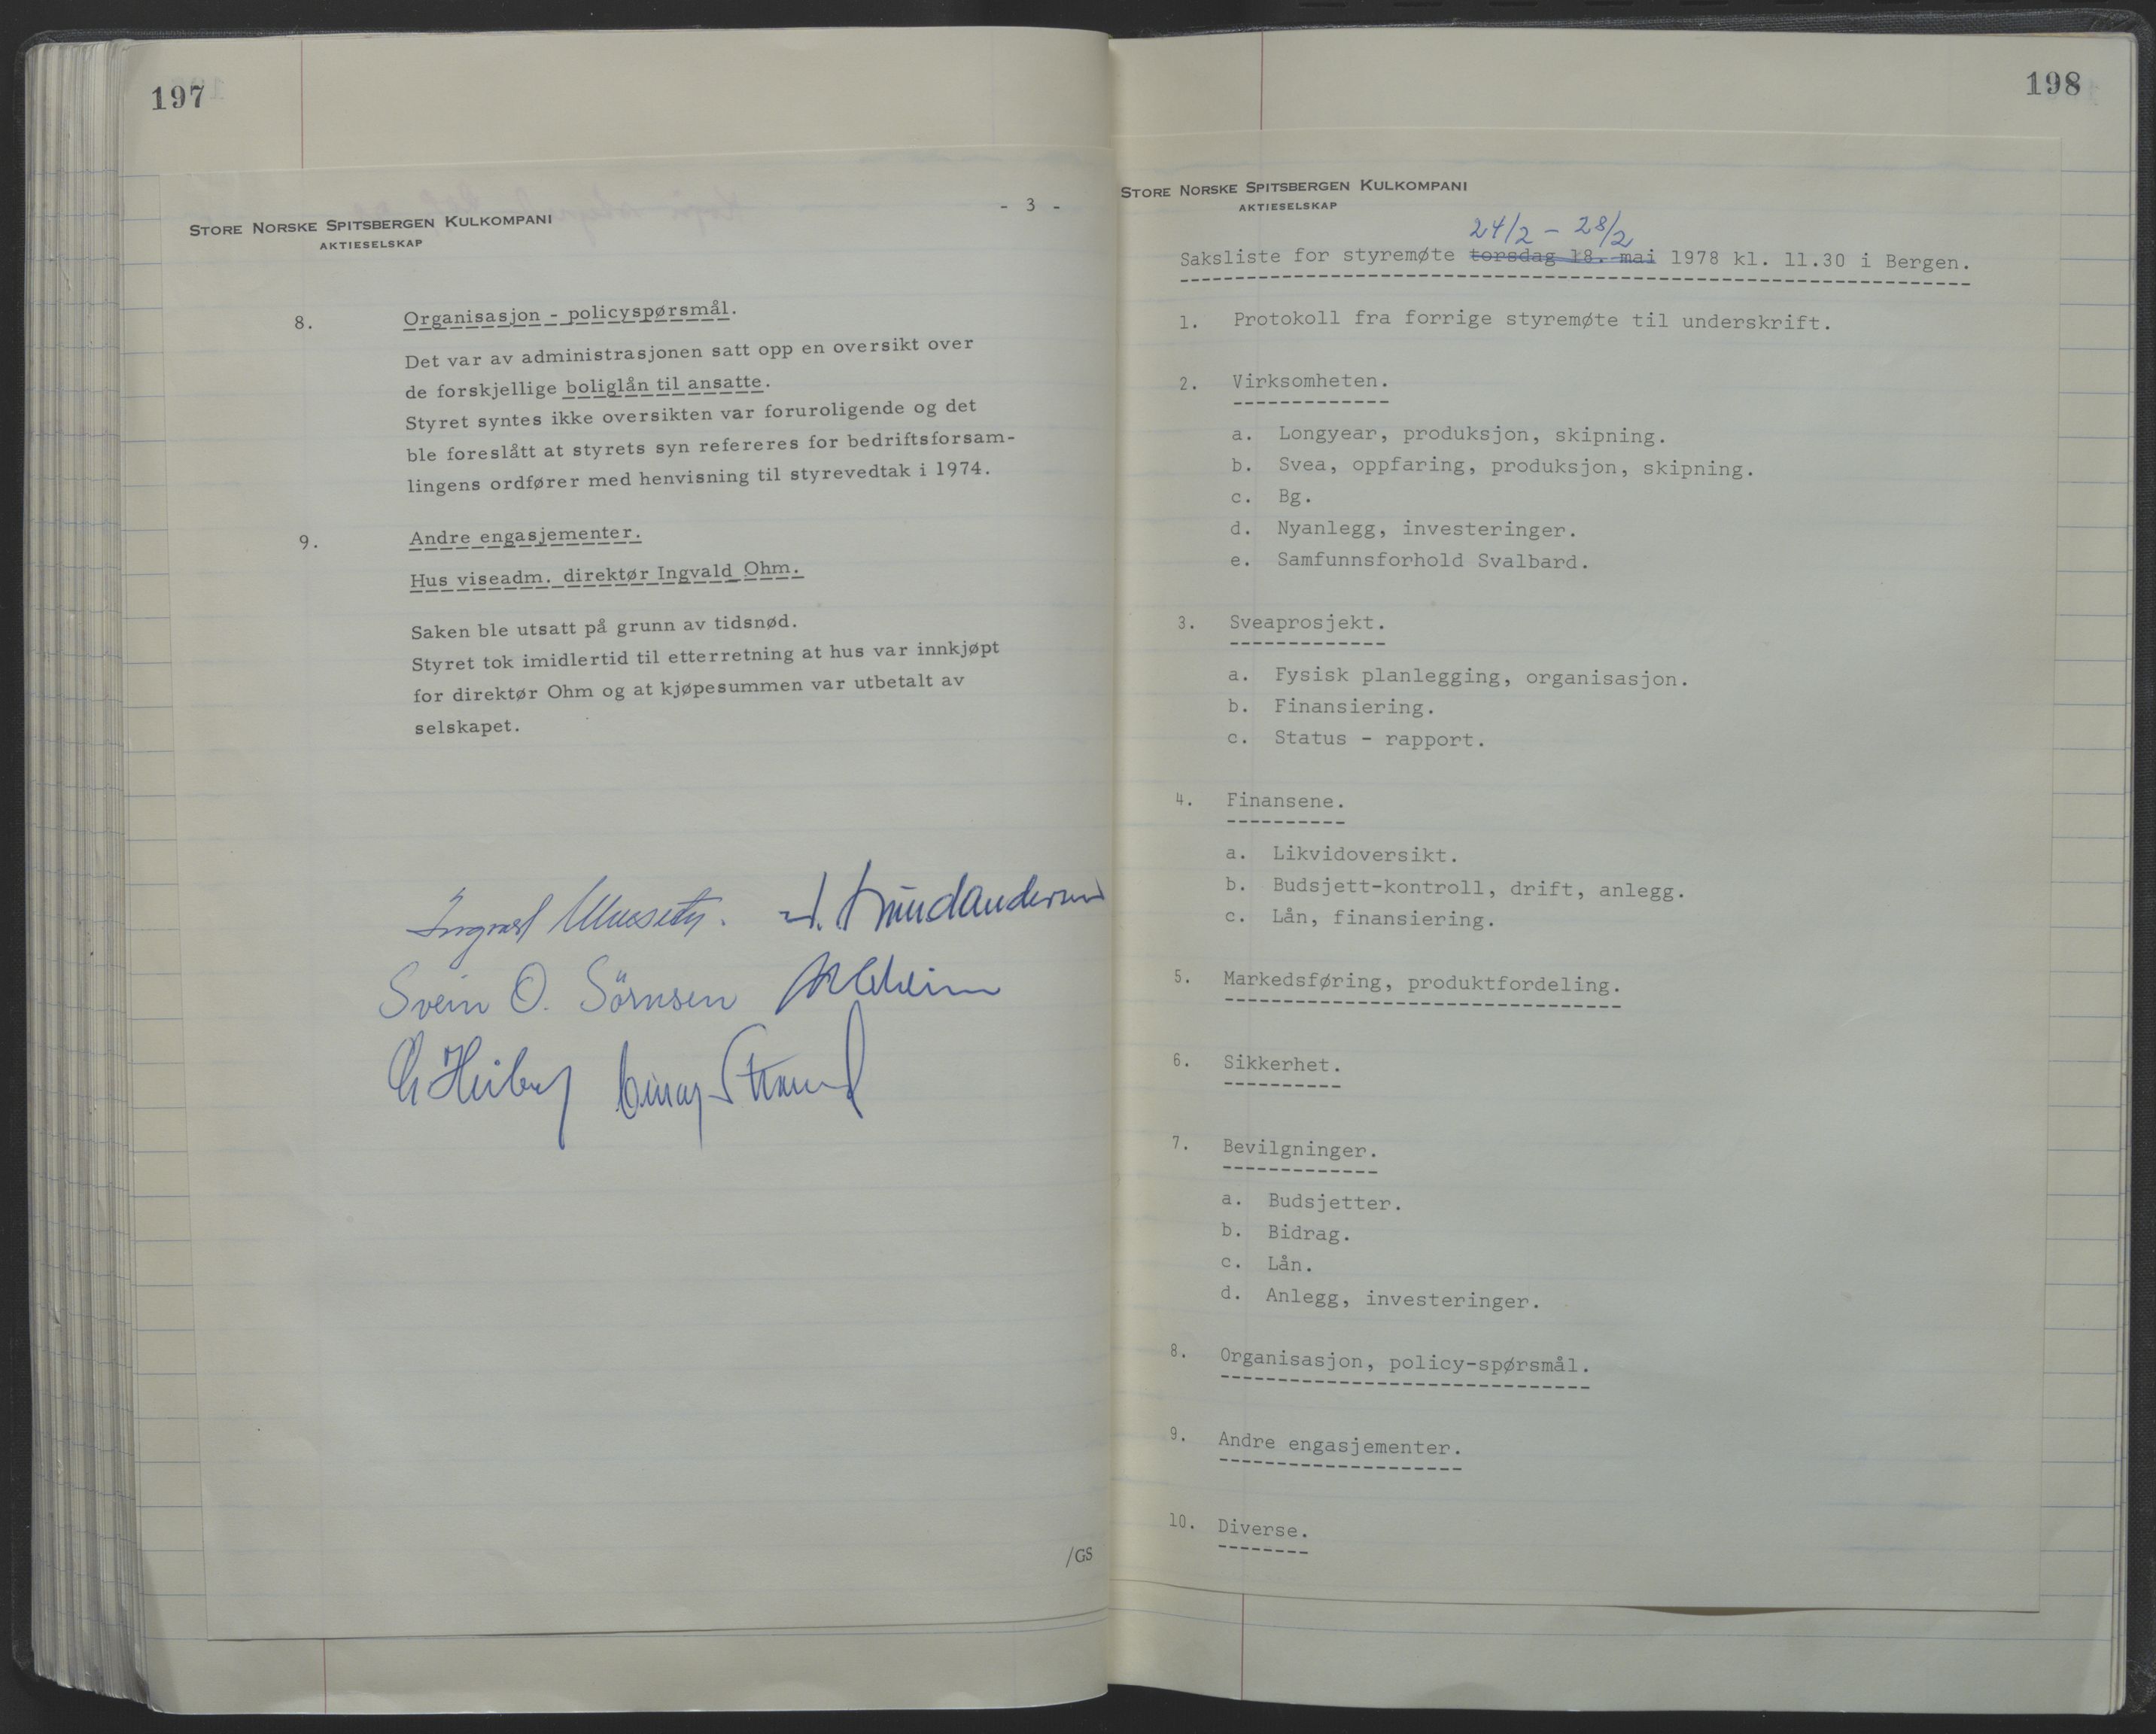 197
STORE NORSKE SPITSBERGEN KULKOMPANI
AKTIESELSKAP
- 3 -
8. Organisasjon - policyspørsmål.
Det var av administrasjonen satt opp en oversikt over
de forskjellige boliglån til ansatte.
Styret syntes ikke oversikten var foruroligende og det
ble foreslått at styrets syn refereres for bedriftsforsam-
lingens ordfører med henvisning til styrevedtak i 1974.
9. Andre engasjementer.
Hus viseadm. direktør Ingvald Ohm.
Saken ble utsatt på grunn av tidsnød.
Styret tok imidlertid til etterretning at hus var innkjøpt
for direktør Ohm og at kjøpesummen var utbetalt av
selskapet.
Svein O. Sörnsen
Einar Strand
/GS
198
STORE NORSKE SPITSBERGEN KULKOMPANI
AKTIESELSKAP
24/2 - 28/2
Saksliste for styremøte torsdag 18. mai 1978 kl. 11.30 i Bergen.
1. Protokoll fra forrige styremøte til underskrift.
2. Virksomheten.
a. Longyear, produksjon, skipning.
b. Svea, oppfaring, produksjon, skipning.
c. Bg.
d. Nyanlegg, investeringer.
e. Samfunnsforhold Svalbard.
3. Sveaprosjekt.
a. Fysisk planlegging, organisasjon.
b. Finansiering.
c. Status - rapport.
4. Finansene.
a. Likvidoversikt.
b. Budsjett-kontroll, drift, anlegg.
c. Lån, finansiering.
5. Markedsføring, produktfordeling.
6. Sikkerhet.
7. Bevilgninger.
a. Budsjetter.
b. Bidrag.
c. Lån.
d. Anlegg, investeringer.
8. Organisasjon, policy-spørsmål.
9. Andre engasjementer.
10. Diverse.